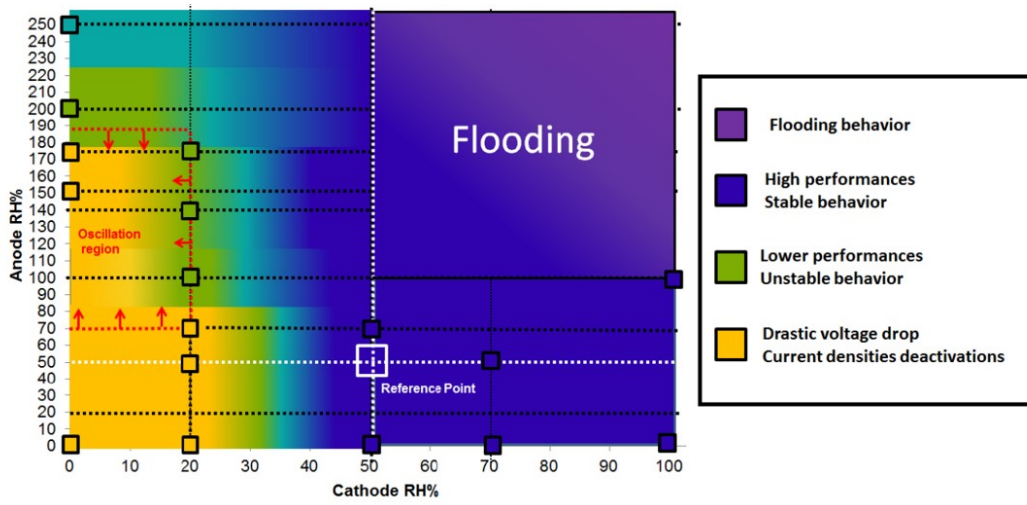 250
240
230
220
210
200
190
180
170
160
150
140
130
120
110
100
90
80
70
60
50
40
30
20
10
0
Anode RH%
0 10 20 30 40 50 60 70 80 90 100
Cathode RH%
Oscillation
region
Flooding
Reference Point
Flooding behavior
High performances
Stable behavior
Lower performances
Unstable behavior
Drastic voltage drop
Current densities deactivations